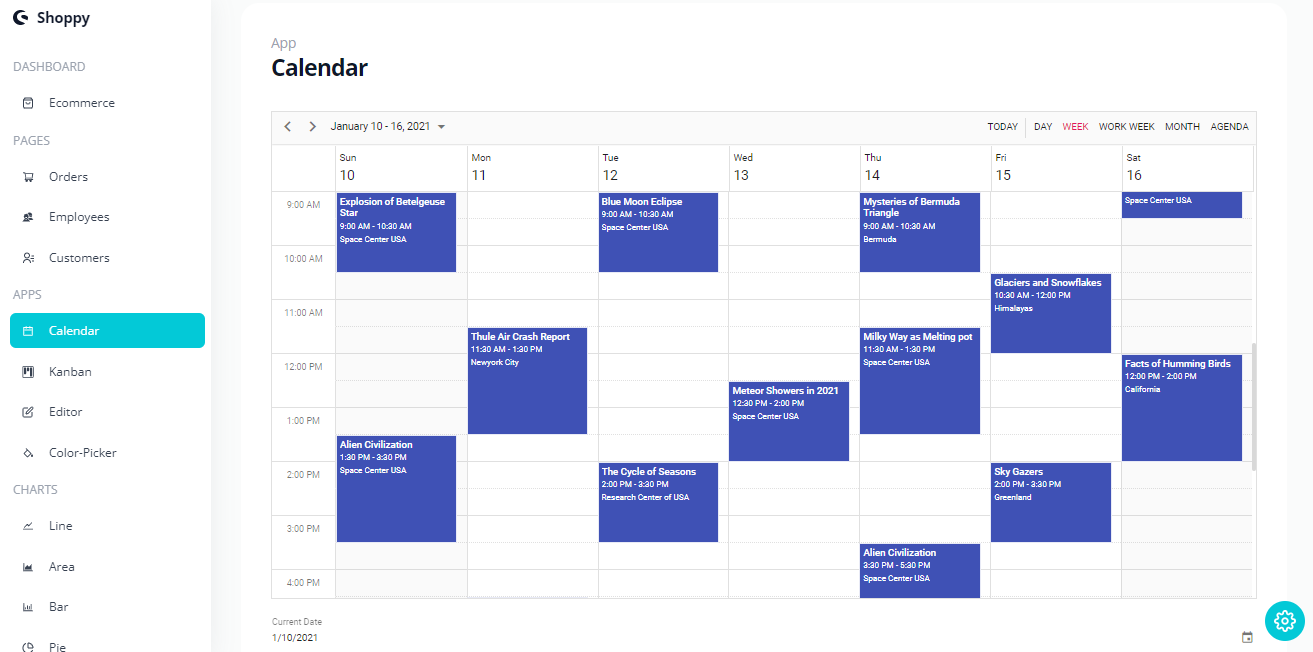 Shoppy
DASHBOARD
Ecommerce
PAGES
Orders
Employees
Customers
APPS
Calendar
Kanban
Editor
Color-Picker
CHARTS
Line
Area
Bar
Pie
App
Calendar
January 10 - 16, 2021
TODAY DAY WEEK WORK WEEK MONTH AGENDA
Sun Mon Tue Wed Thu Fri Sat
10 11 12 13 14 15 16
9:00 AM
10:00 AM
11:00 AM
12:00 PM
1:00 PM
2:00 PM
3:00 PM
4:00 PM
Explosion of Betelgeuse
Star
9:00 AM - 10:30 AM
Space Center USA
Alien Civilization
1:30 PM - 3:30 PM
Space Center USA
Thule Air Crash Report
11:30 AM - 1:30 PM
Newyork City
Blue Moon Eclipse
9:00 AM - 10:30 AM
Space Center USA
The Cycle of Seasons
2:00 PM - 3:30 PM
Research Center of USA
Meteor Showers in 2021
12:30 PM - 2:00 PM
Space Center USA
Mysteries of Bermuda
Triangle
9:00 AM - 10:30 AM
Bermuda
Milky Way as Melting pot
11:30 AM - 1:30 PM
Space Center USA
Alien Civilization
3:30 PM - 5:30 PM
Space Center USA
Glaciers and Snowflakes
10:30 AM - 12:00 PM
Himalayas
Sky Gazers
2:00 PM - 3:30 PM
Greenland
Space Center USA
Facts of Humming Birds
12:00 PM - 2:00 PM
California
Current Date
1/10/2021